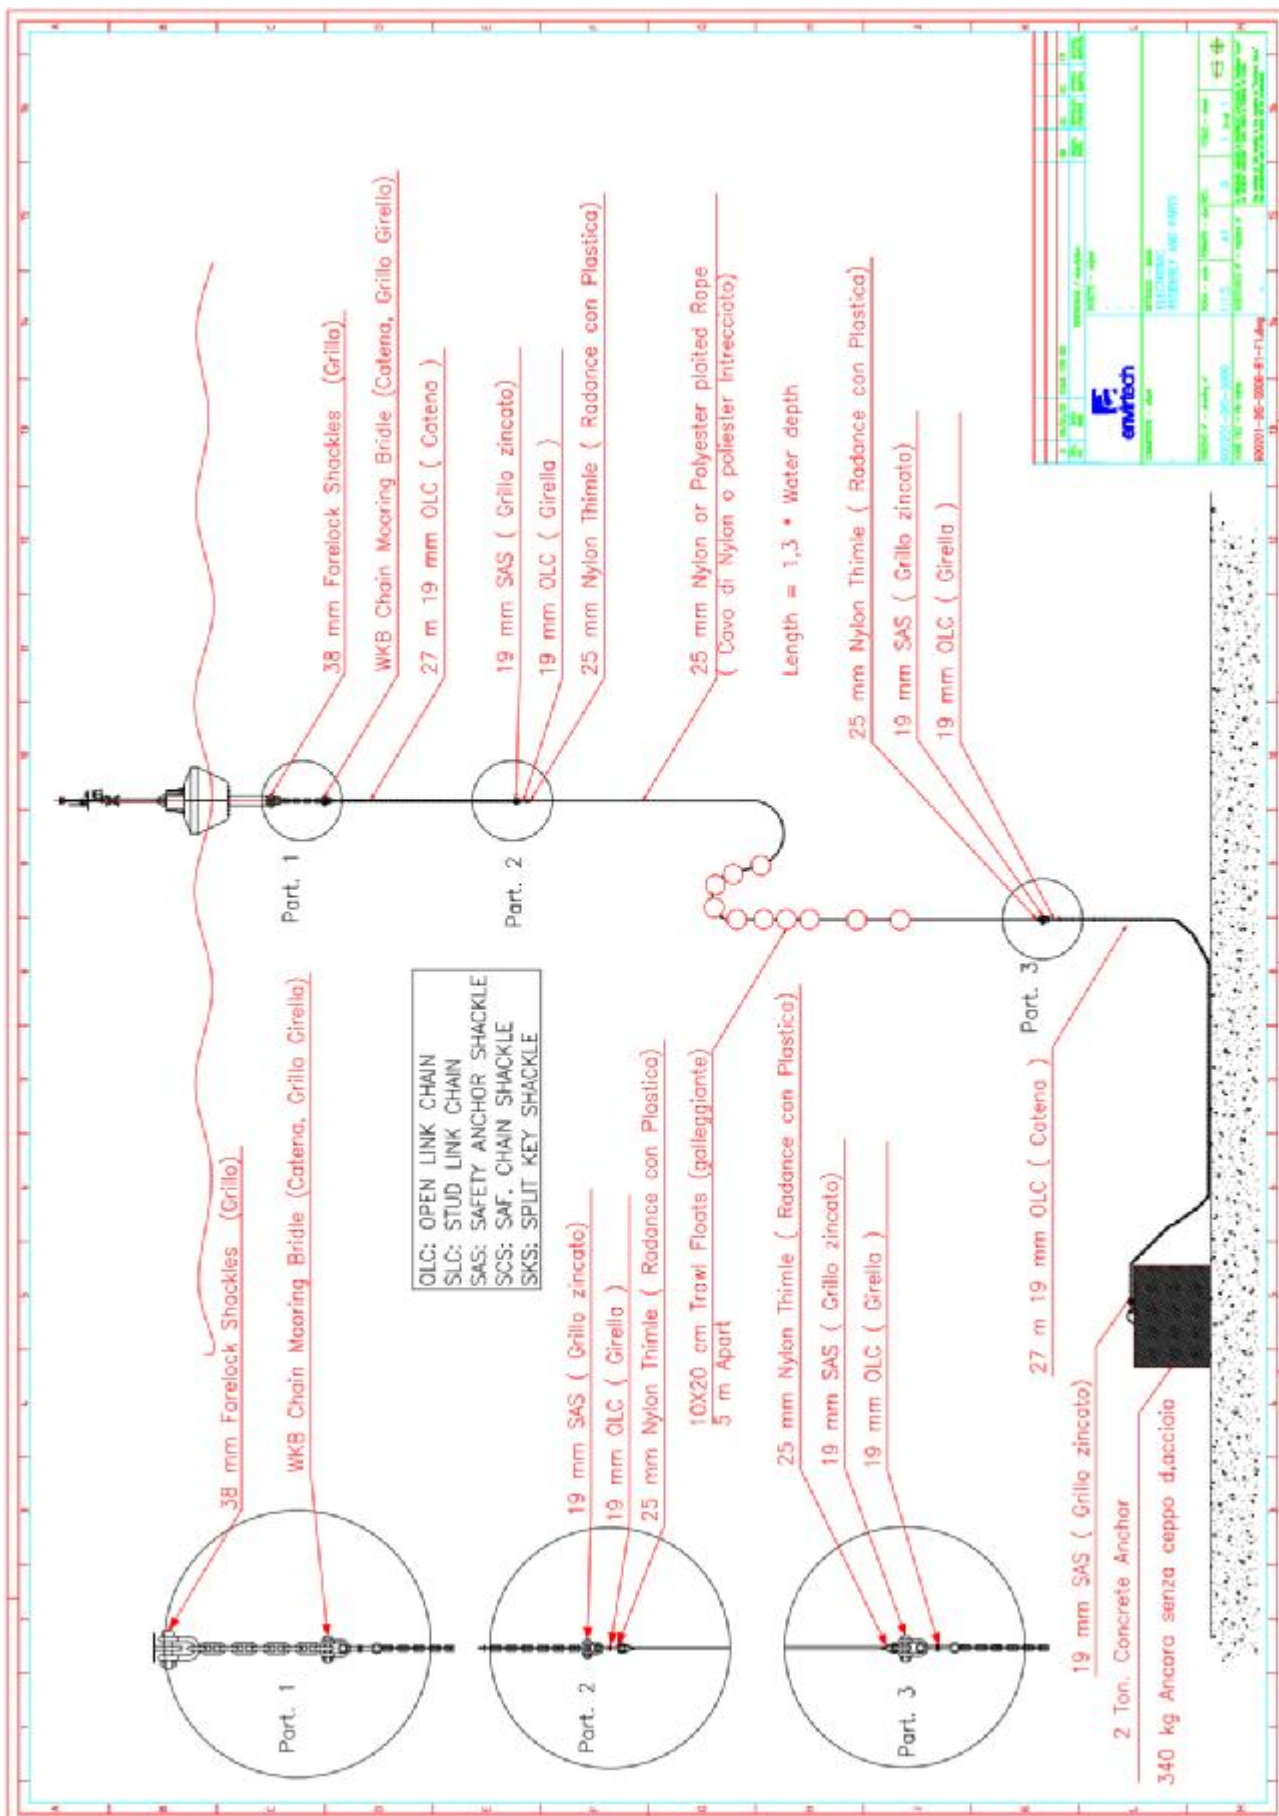 38 mm Forelock Shackles (Grillo)
WKB Chain Mooring Bridle (Catena, Grillo Girello)
27 m 19 mm OLC ( Catena )
19 mm SAS ( Grillo zincato)
19 mm OLC ( Girella )
25 mm Nylon Thimle ( Radance con Plastica)
25 mm Nylon or Polyester plaited Rope
( Cavo di Nylon o poliester Intrecciato)
Length = 1,3 * Water depth
25 mm Nylon Thimle ( Radance con Plastica)
19 mm SAS ( Grillo zincato)
19 mm OLC ( Girella )
Part. 1
Part. 2
Part. 3
OLC: OPEN LINK CHAIN
SLC: STUD LINK CHAIN
SAS: SAFETY ANCHOR SHACKLE
SCS: SAF. CHAIN SHACKLE
SKS: SPLIT KEY SHACKLE
38 mm Forelock Shackles (Grillo)
WKB Chain Mooring Bridle (Catena, Grillo Girella)
19 mm SAS ( Grillo zincato)
19 mm OLC ( Girella )
25 mm Nylon Thimle ( Radance con Plastica)
10X20 cm Trawl Floats (galleggiante)
5 m Apart
25 mm Nylon Thimle ( Radance con Plastica)
19 mm SAS ( Grillo zincato)
19 mm OLC ( Girella )
27 m 19 mm OLC ( Catena )
19 mm SAS ( Grillo zincato)
2 Ton. Concrete Anchor
340 kg Ancora senza ceppo d,acciaio
Part. 1
Part. 2
Part. 3
envirtech
ELECTRONIC
ASSEMBLY AND PARTS